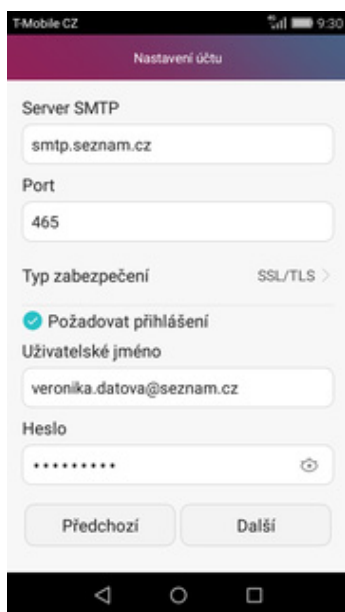 T-Mobile CZ 9:30
Nastavení účtu
Server SMTP
smtp.seznam.cz
Port
465
Typ zabezpečení SSL/TLS
Požadovat přihlášení
Uživatelské jméno
veronika.datova@seznam.cz
Heslo
•••••••••
Předchozí Další